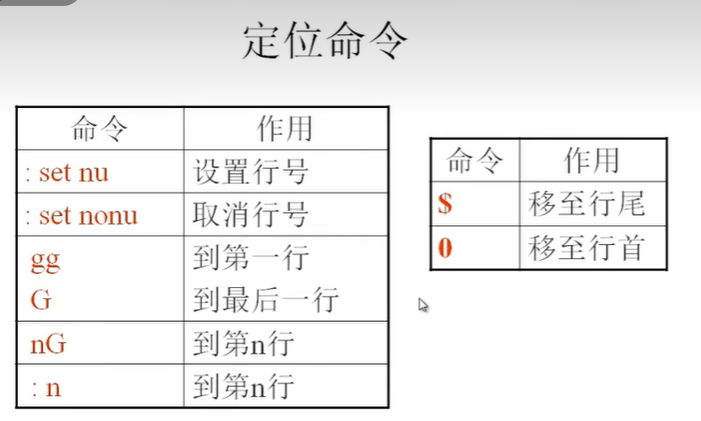 定位命令
命令 作用
: set nu 设置行号
: set nonu 取消行号
gg 到第一行
G 到最后一行
nG 到第n行
: n 到第n行
命令 作用
$ 移至行尾
0 移至行首